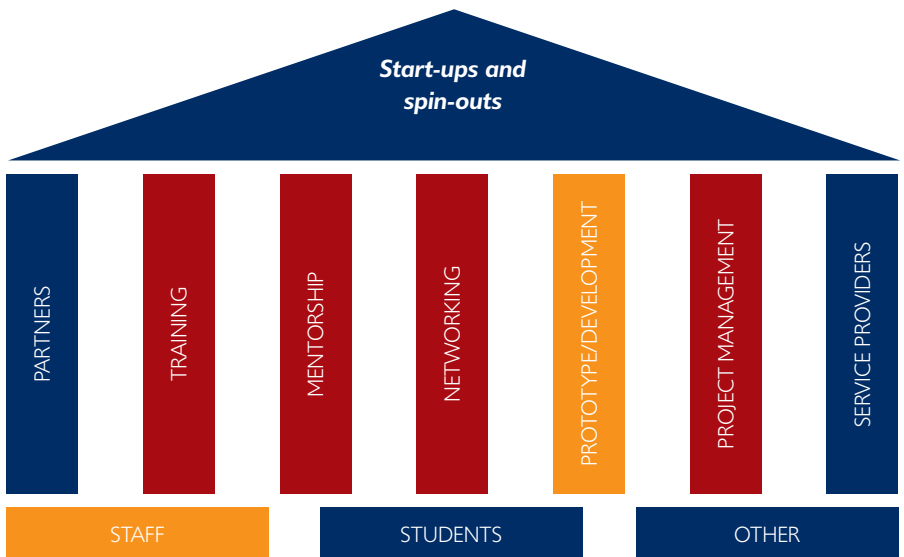 Start-ups and
spin-outs
PARTNERS
TRAINING
MENTORSHIP
NETWORKING
PROTOTYPE/DEVELOPMENT
PROJECT MANAGEMENT
SERVICE PROVIDERS
STAFF
STUDENTS
OTHER